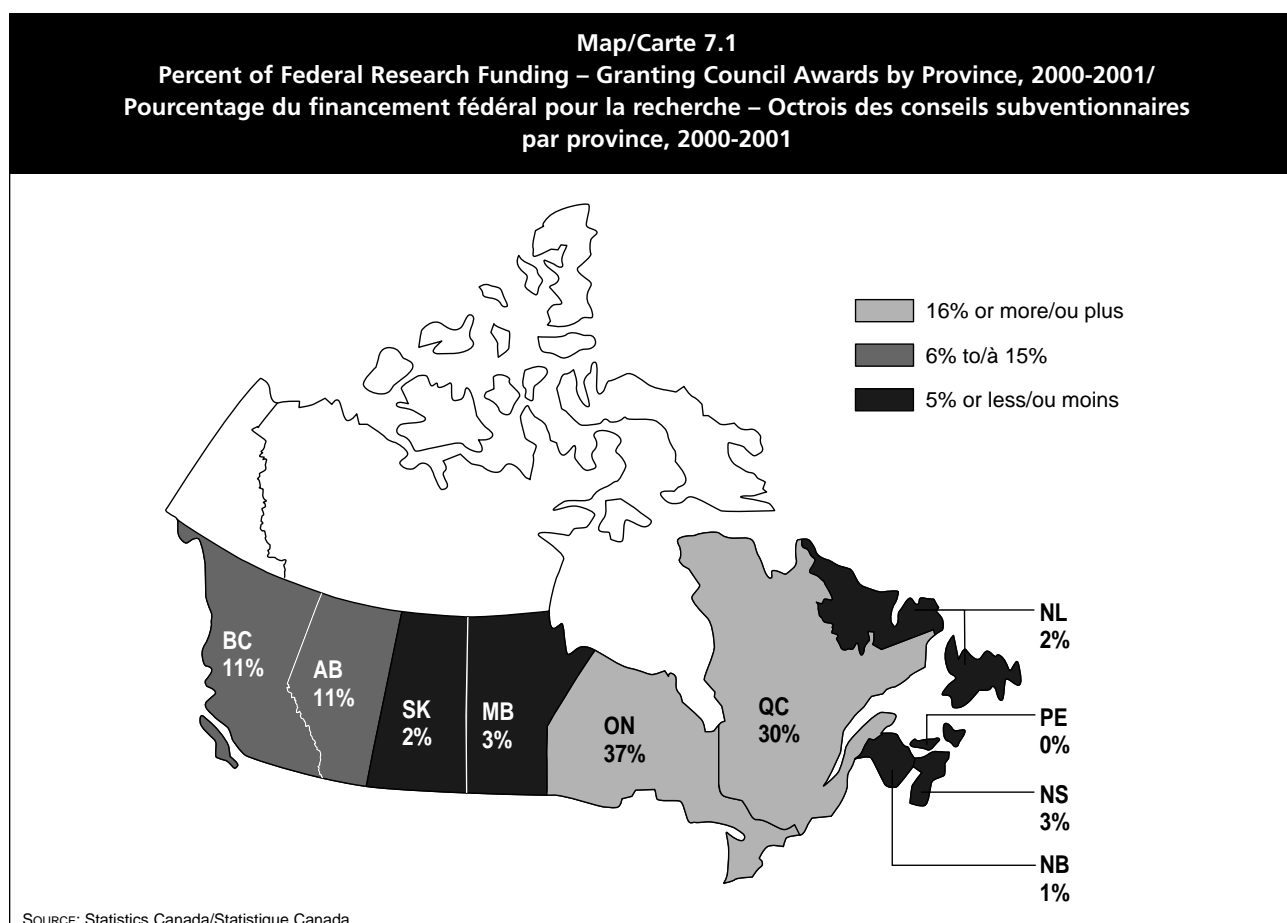 Map/Carte 7.1
Percent of Federal Research Funding – Granting Council Awards by Province, 2000-2001/
Pourcentage du financement fédéral pour la recherche – Octrois des conseils subventionnaires
par province, 2000-2001
16% or more/ou plus
6% to/à 15%
5% or less/ou moins
BC
11%
AB
11%
SK
2%
MB
3%
ON
37%
QC
30%
NL
2%
PE
0%
NS
3%
NB
1%
SOURCE: Statistics Canada/Statistique Canada